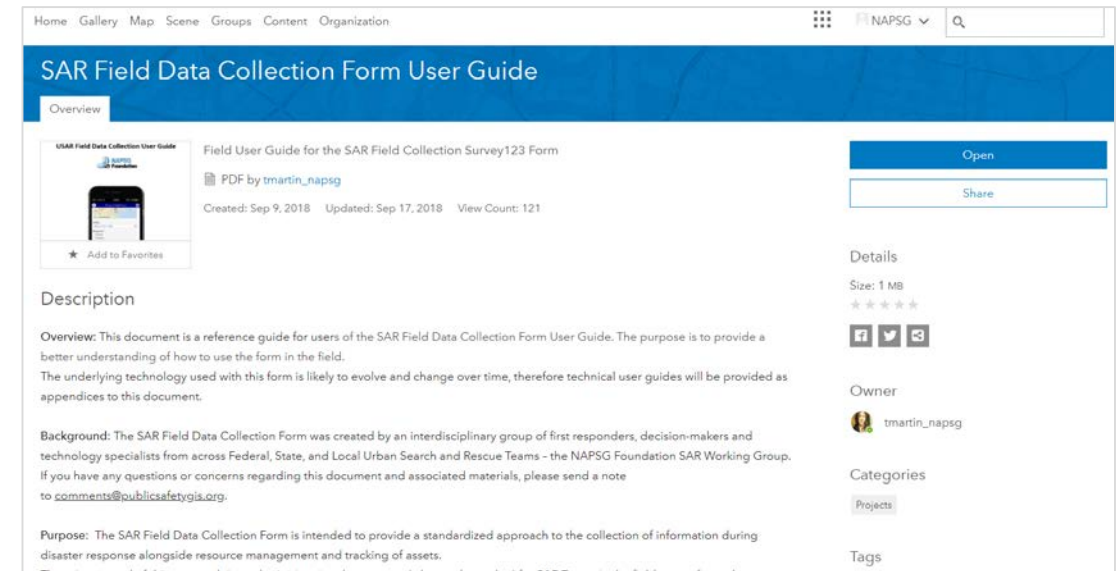 Home Gallery Map Scene Groups Content Organization
NAPSG
SAR Field Data Collection Form User Guide
Overview
USAR Field Data Collection User Guide
NAPSG
Foundation
Add to Favorites
Field User Guide for the SAR Field Collection Survey123 Form
PDF by tmartin_napsg
Created: Sep 9, 2018 Updated: Sep 17, 2018 View Count: 121
Open
Share
Description
Overview: This document is a reference guide for users of the SAR Field Data Collection Form User Guide. The purpose is to provide a
better understanding of how to use the form in the field.
The underlying technology used with this form is likely to evolve and change over time, therefore technical user guides will be provided as
appendices to this document.
Background: The SAR Field Data Collection Form was created by an interdisciplinary group of first responders, decision-makers and
technology specialists from across Federal, State, and Local Urban Search and Rescue Teams - the NAPSG Foundation SAR Working Group.
If you have any questions or concerns regarding this document and associated materials, please send a note
to comments@publicsafetygis.org.
Purpose: The SAR Field Data Collection Form is intended to provide a standardized approach to the collection of information during
disaster response alongside resource management and tracking of assets.
Details
Size: 1 MB
Owner
tmartin_napsg
Categories
Projects
Tags